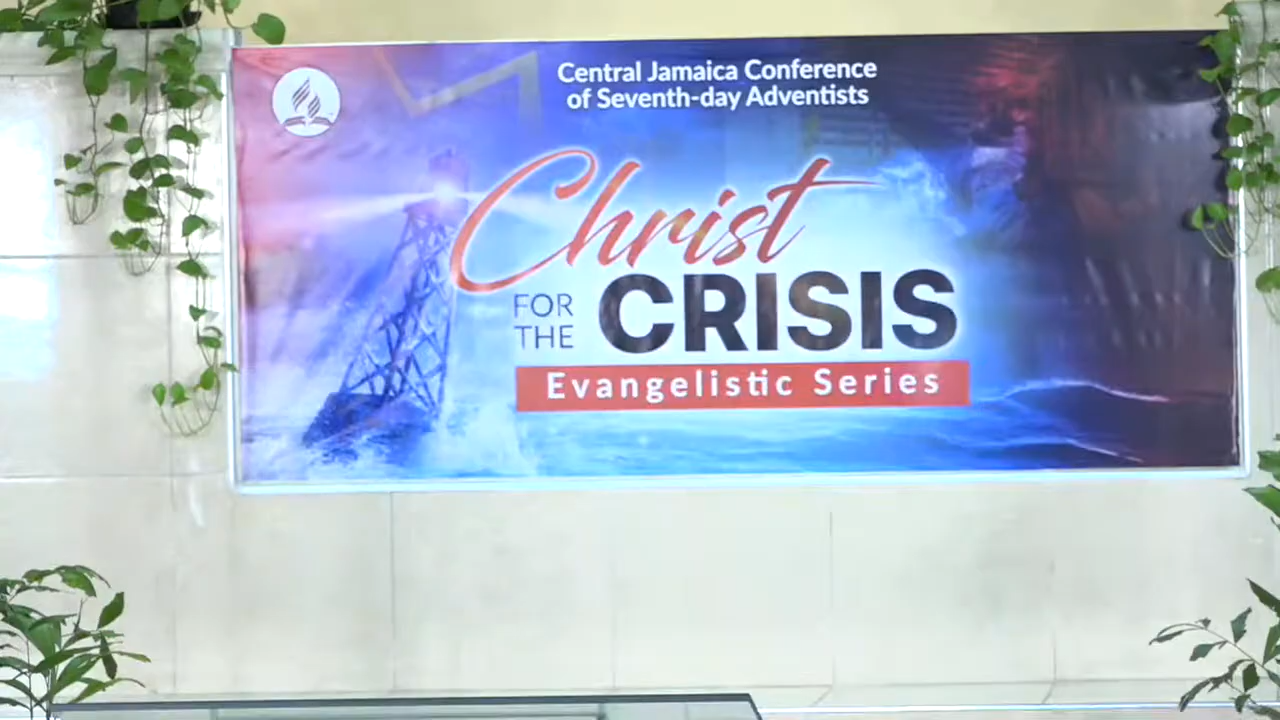 Central Jamaica Conference
of Seventh-day Adventists
Christ
FOR
THE
CRISIS
Evangelistic Series